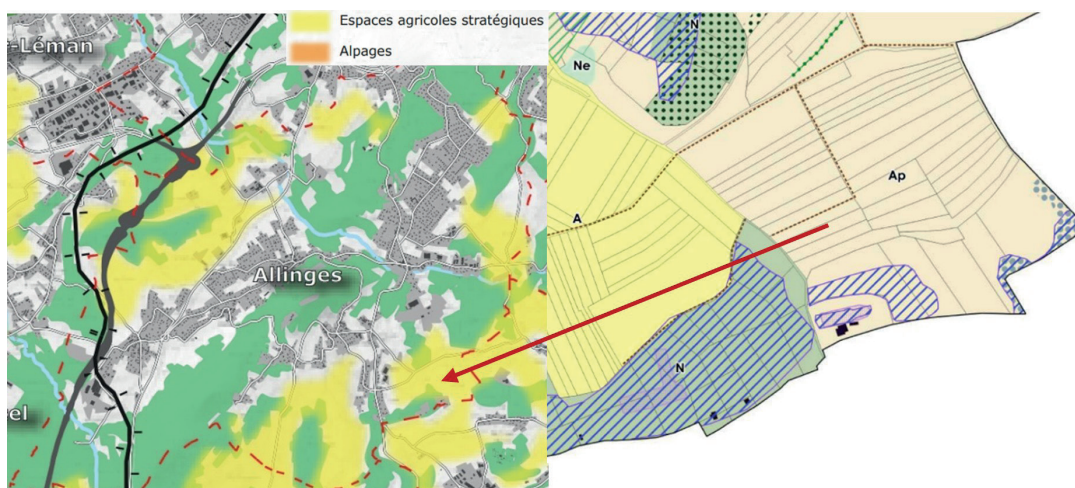 Espaces agricoles stratégiques
Alpages
-Léman
Allinges
el
N
Ne
Ap
A
N